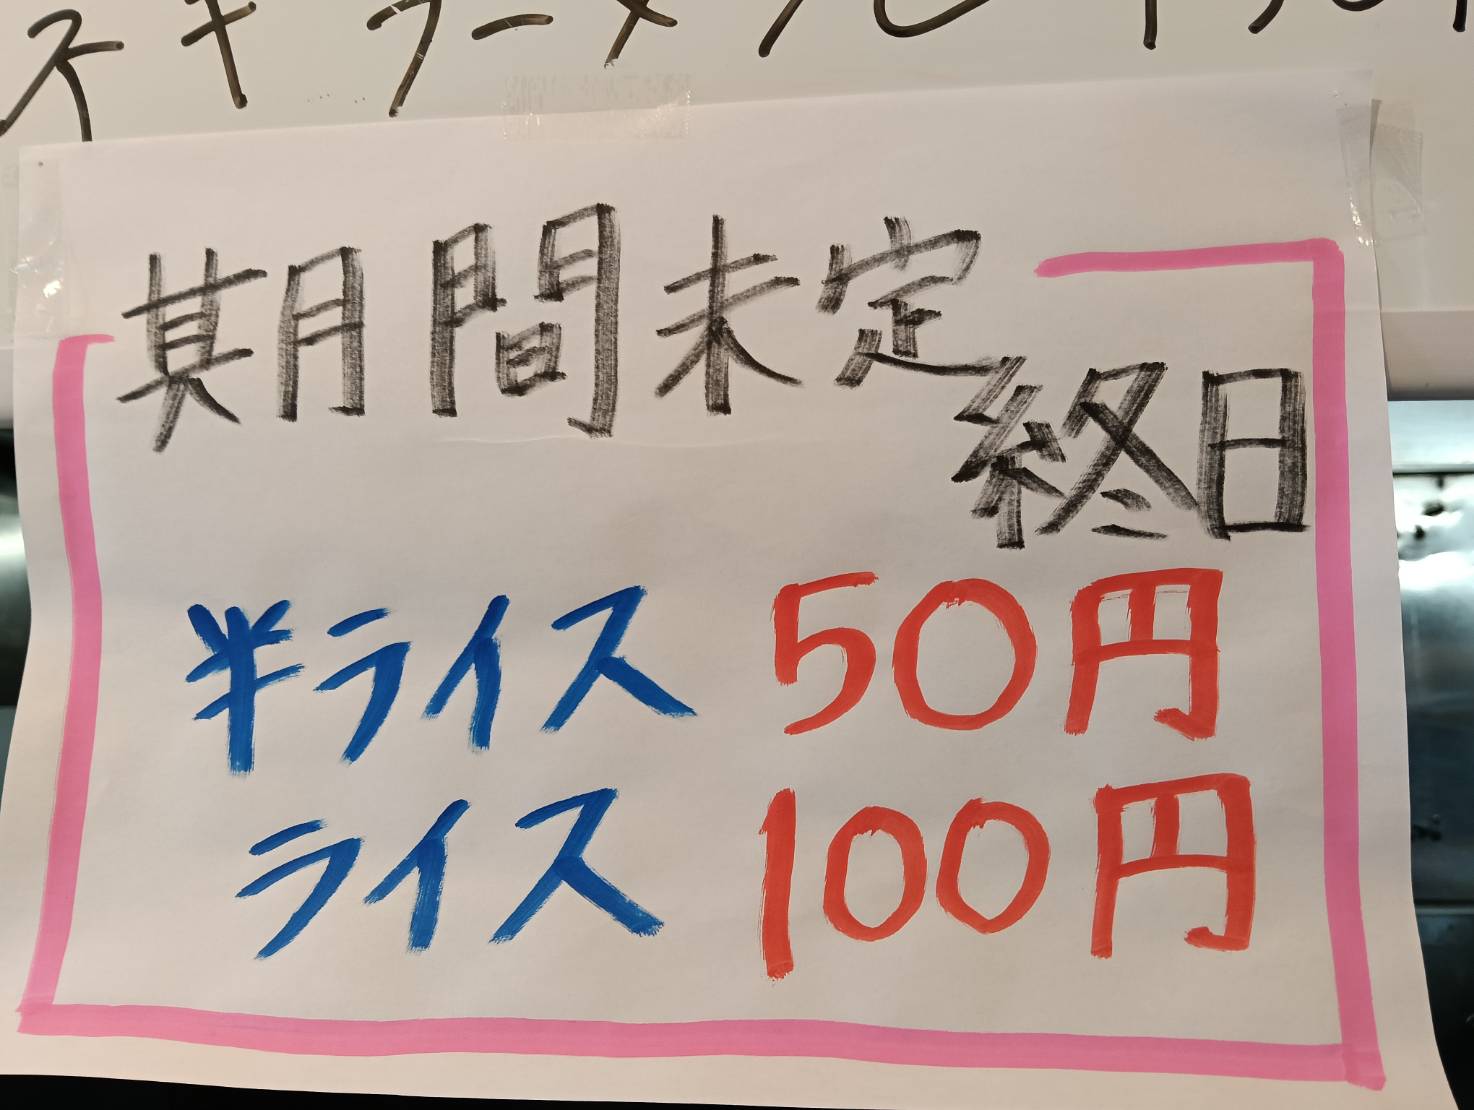 期間未定
終日
半ライス 50円
ライス 100円